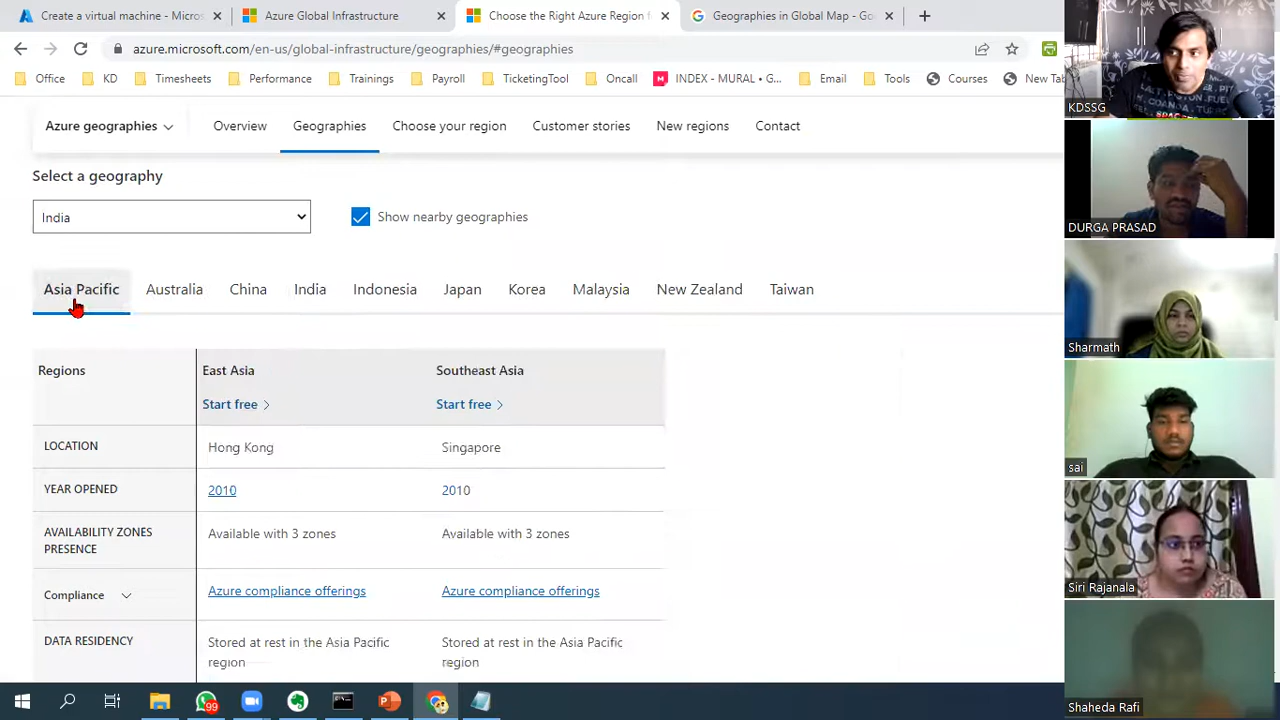 Create a virtual machine - Micros
Azure Global Infrastructure
Choose the Right Azure Region f
Geographies in Global Map - Go
azure.microsoft.com/en-us/global-infrastructure/geographies/#geographies
Office
KD
Timesheets
Performance
Trainings
Payroll
TicketingTool
Oncall
INDEX - MURAL • G...
Email
Tools
Courses
New Tab
Azure geographies
Overview
Geographies
Choose your region
Customer stories
New regions
Contact
Select a geography
India
Show nearby geographies
Asia Pacific
Australia
China
India
Indonesia
Japan
Korea
Malaysia
New Zealand
Taiwan
Regions
East Asia
Southeast Asia
Start free
Start free
LOCATION
Hong Kong
Singapore
YEAR OPENED
2010
2010
AVAILABILITY ZONES
PRESENCE
Available with 3 zones
Available with 3 zones
Compliance
Azure compliance offerings
Azure compliance offerings
DATA RESIDENCY
Stored at rest in the Asia Pacific
region
Stored at rest in the Asia Pacific
region
99
KDSSG
DURGA PRASAD
Sharmath
sai
Siri Rajanala
Shaheda Rafi